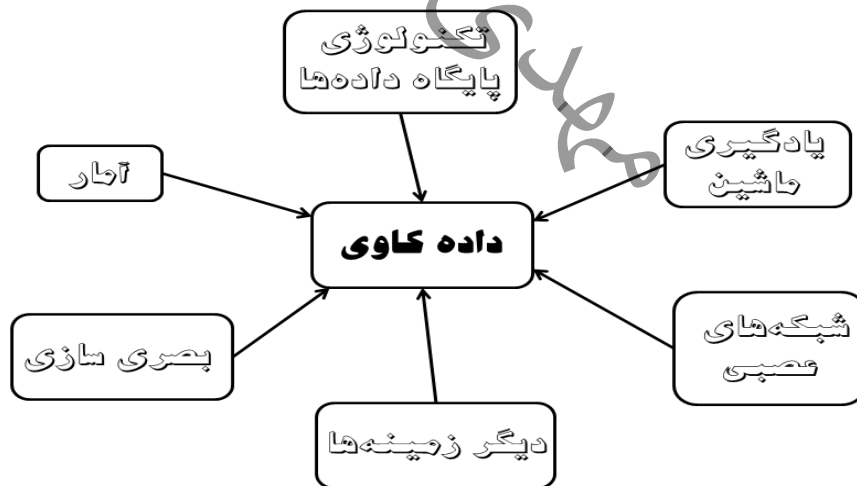 تکنولوژی
پایگاه داده‌ها
یادگیری
ماشین
آمار
داده کاوی
شبکه‌های
عصبی
بصری سازی
دیگر زمینه‌ها